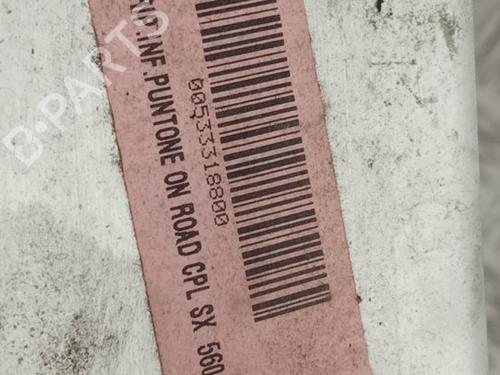 B-PARTS
INF.PUNTONE ON ROAD CPL SX 560
00533318800